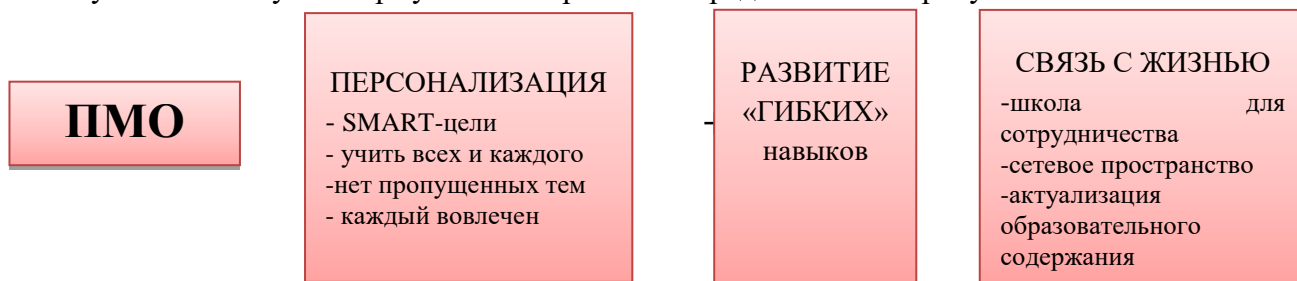 ПМО
ПЕРСОНАЛИЗАЦИЯ
- SMART-цели
- учить всех и каждого
-нет пропущенных тем
- каждый вовлечен
-
РАЗВИТИЕ
«ГИБКИХ»
навыков
СВЯЗЬ С ЖИЗНЬЮ
-школа для
сотрудничества
-сетевое пространство
-актуализация
образовательного
содержания